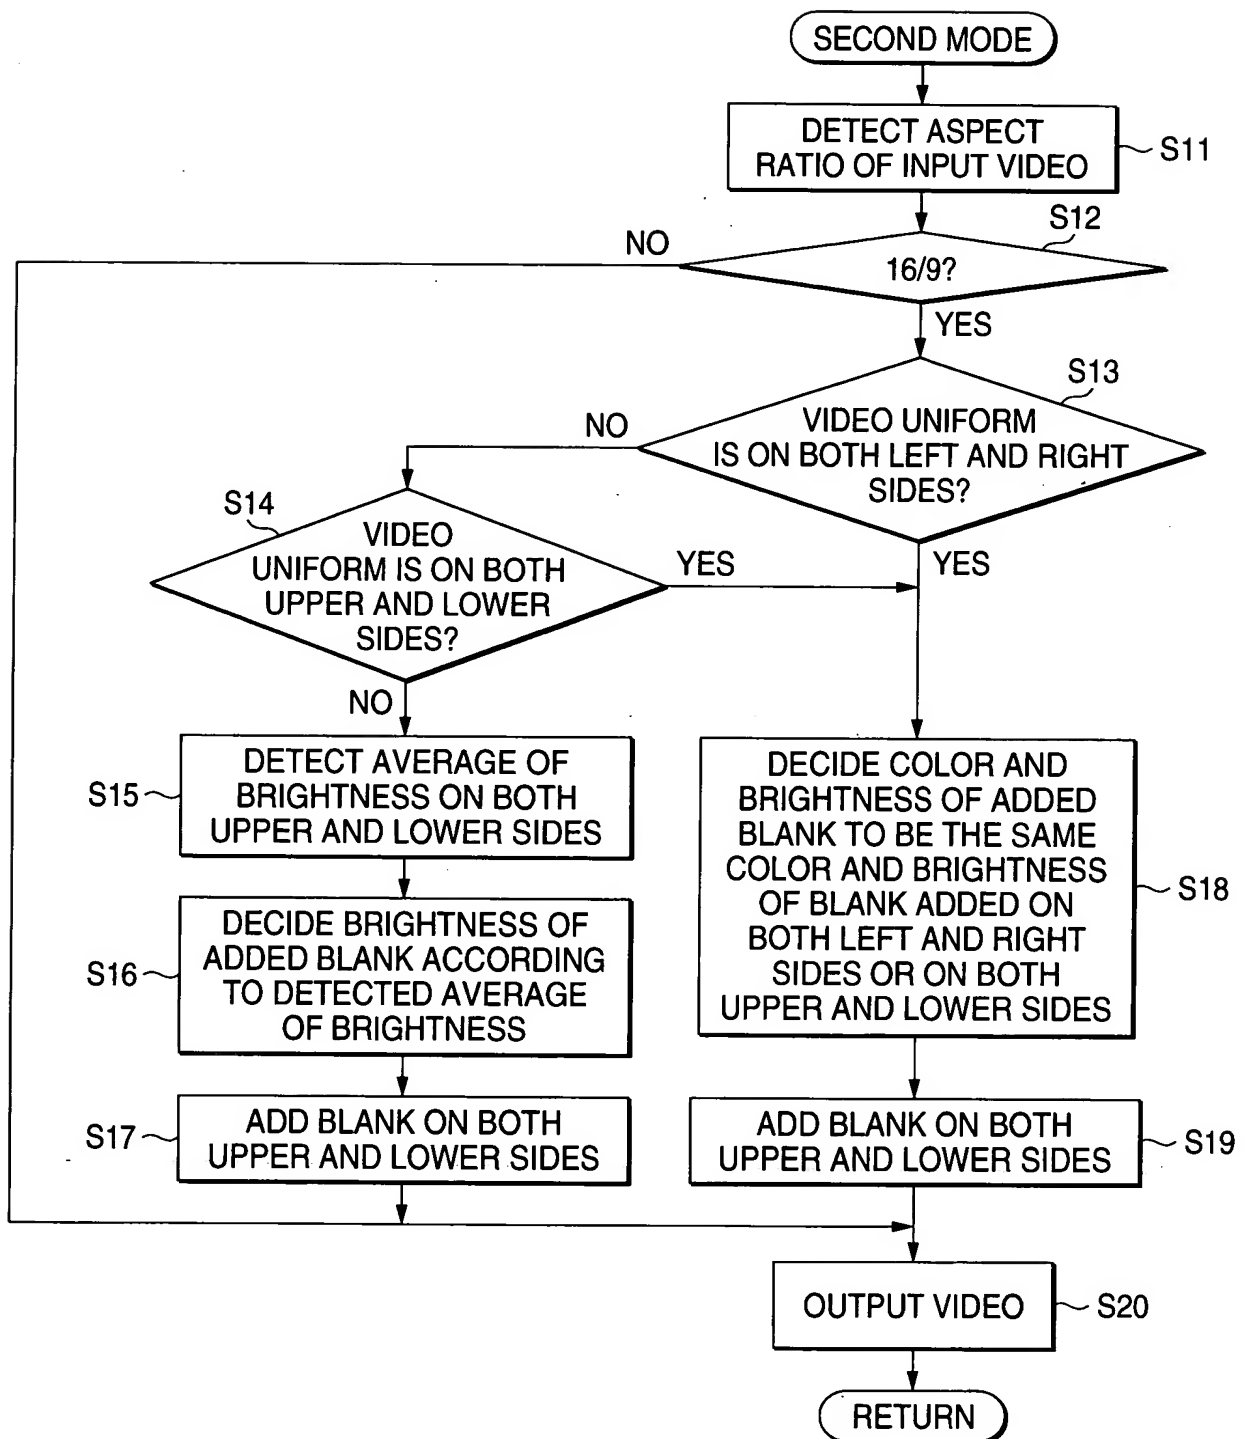 SECOND MODE
DETECT ASPECT
RATIO OF INPUT VIDEO
S11
S12
NO
16/9?
YES
S13
NO
VIDEO UNIFORM
IS ON BOTH LEFT AND RIGHT
SIDES?
S14
VIDEO
UNIFORM IS ON BOTH
UPPER AND LOWER
SIDES?
YES
YES
NO
S15
DETECT AVERAGE OF
BRIGHTNESS ON BOTH
UPPER AND LOWER SIDES
DECIDE COLOR AND
BRIGHTNESS OF ADDED
BLANK TO BE THE SAME
COLOR AND BRIGHTNESS
OF BLANK ADDED ON
BOTH LEFT AND RIGHT
SIDES OR ON BOTH
UPPER AND LOWER SIDES
S18
S16
DECIDE BRIGHTNESS OF
ADDED BLANK ACCORDING
TO DETECTED AVERAGE
OF BRIGHTNESS
S17
ADD BLANK ON BOTH
UPPER AND LOWER SIDES
ADD BLANK ON BOTH
UPPER AND LOWER SIDES
S19
OUTPUT VIDEO
S20
RETURN